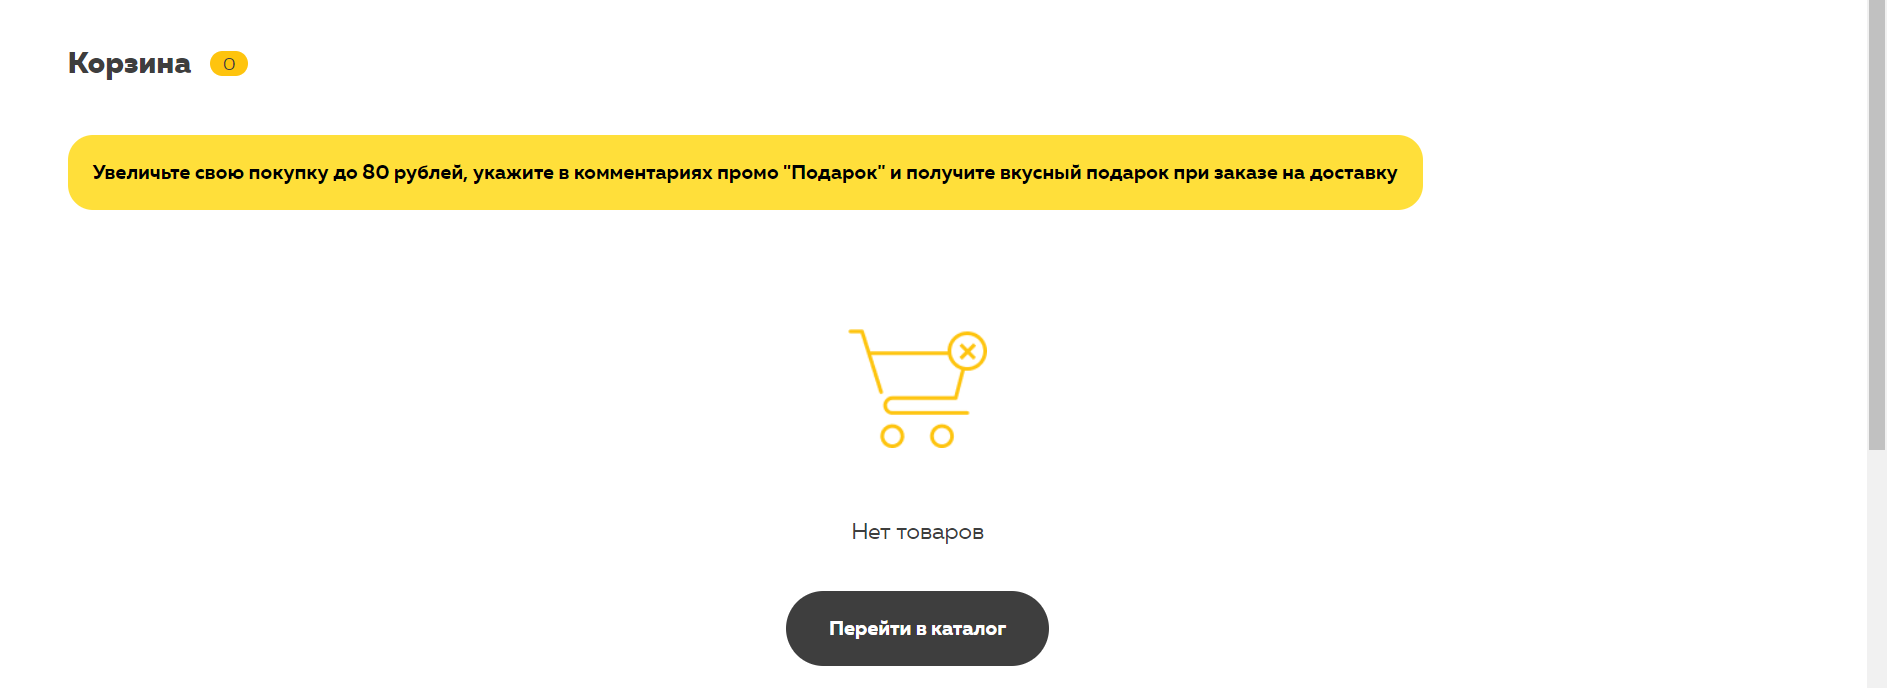 Корзина 0
Увеличьте свою покупку до 80 рублей, укажите в комментариях промо "Подарок" и получите вкусный подарок при заказе на доставку
Нет товаров
Перейти в каталог